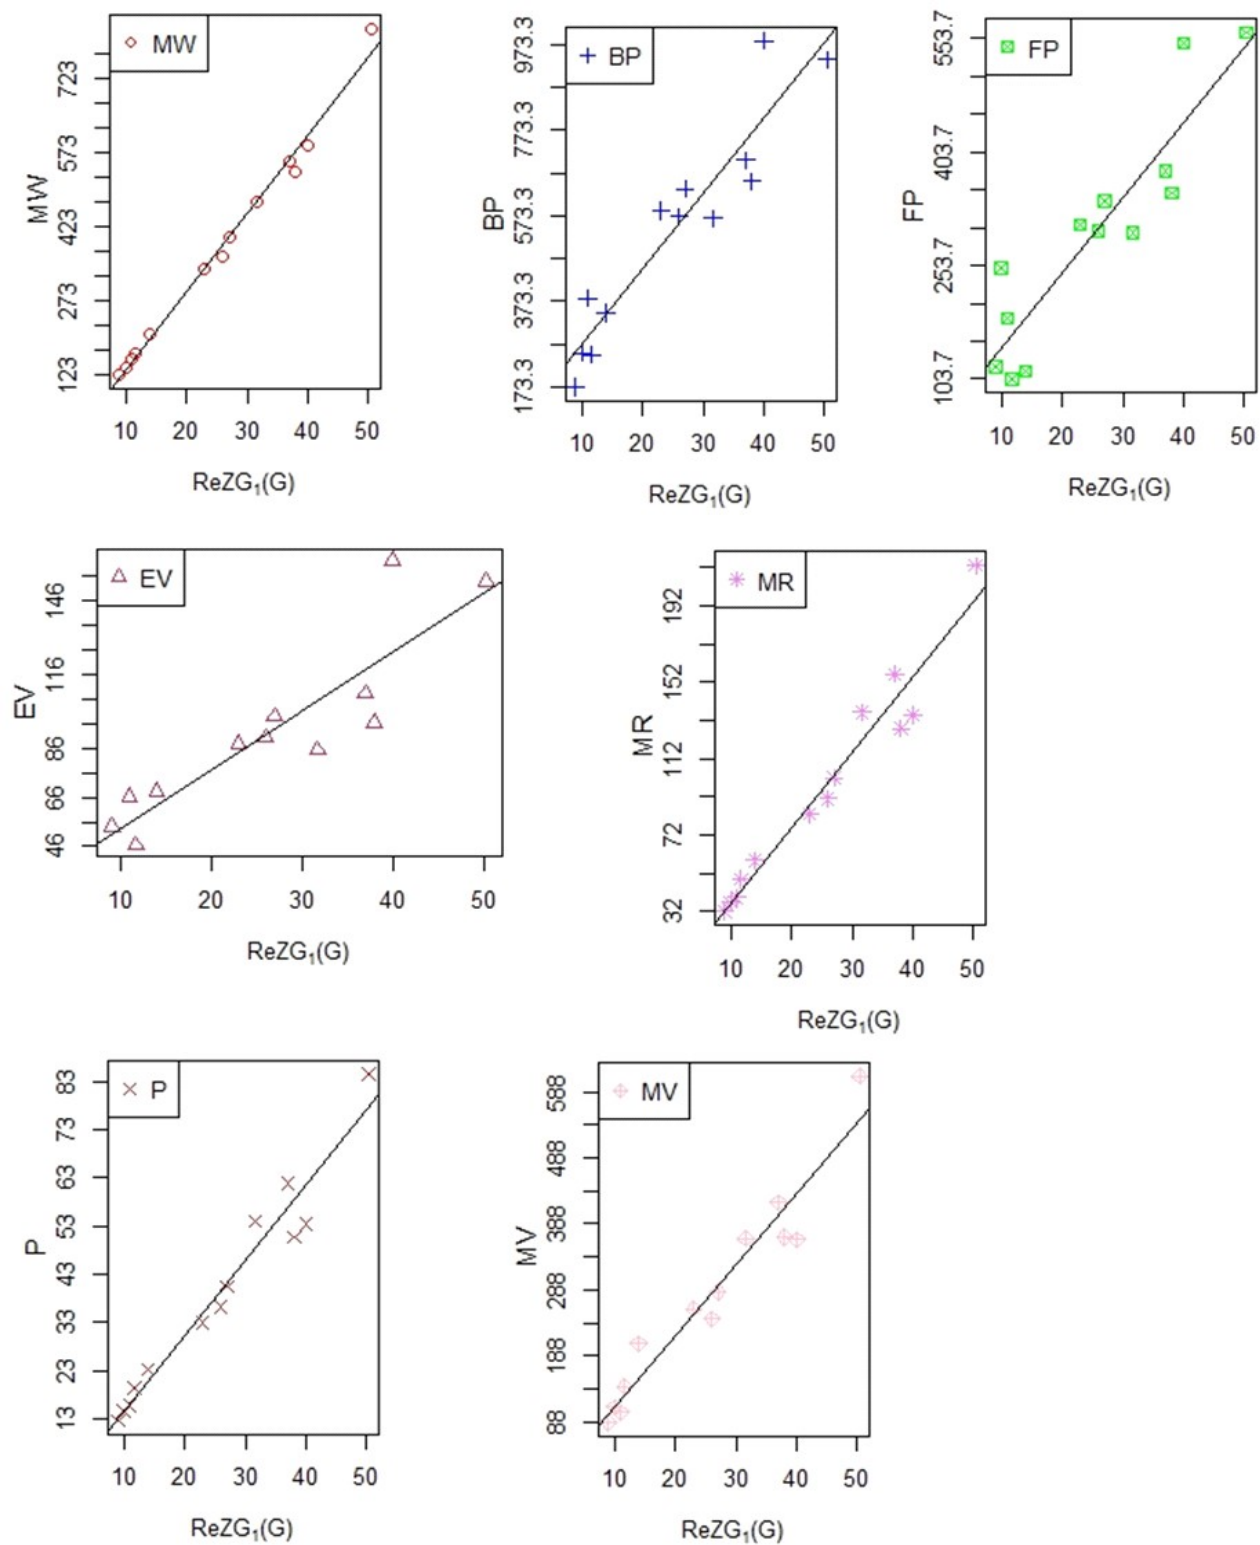 MW
723
573
423
273
123
MW
10 20 30 40 50
ReZG₁(G)
BP
973.3
773.3
573.3
373.3
173.3
BP
10 20 30 40 50
ReZG₁(G)
FP
553.7
403.7
253.7
103.7
FP
10 20 30 40 50
ReZG₁(G)
EV
146
116
86
66
46
EV
10 20 30 40 50
ReZG₁(G)
MR
192
152
112
72
32
MR
10 20 30 40 50
ReZG₁(G)
P
83
73
63
53
43
33
23
13
P
10 20 30 40 50
ReZG₁(G)
MV
588
488
388
288
188
88
MV
10 20 30 40 50
ReZG₁(G)